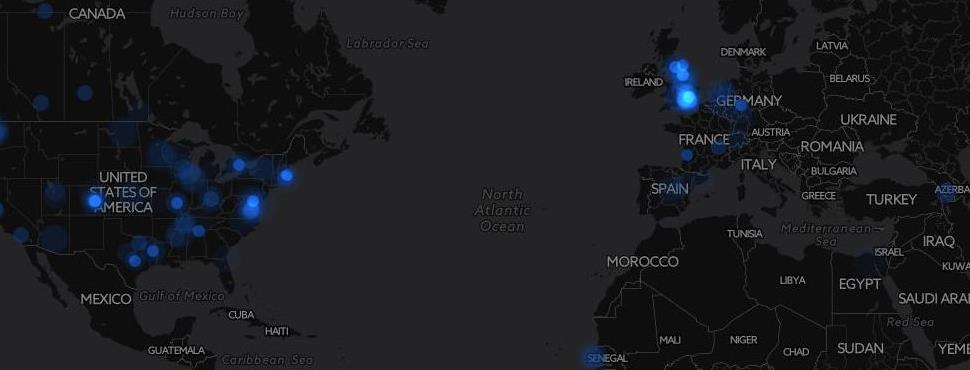 CANADA
Hudson Bay
Labrador Sea
DENMARK
LATVIA
IRELAND
BELARUS
GERMANY
UKRAINE
FRANCE
AUSTRIA
ROMANIA
ITALY
BULGARIA
UNITED
STATES OF
AMERICA
SPAIN
GREECE
TURKEY
AZERBA
North
Atlantic
Ocean
TUNISIA
Mediterranean
Sea
IRAQ
ISRAEL
MOROCCO
KUWA
LIBYA
EGYPT
MEXICO
Gulf of Mexico
SAUDI ARA
CUBA
Red Sea
HAITI
MALI
NIGER
CHAD
SUDAN
YEME
GUATEMALA
Caribbean Sea
SENEGAL